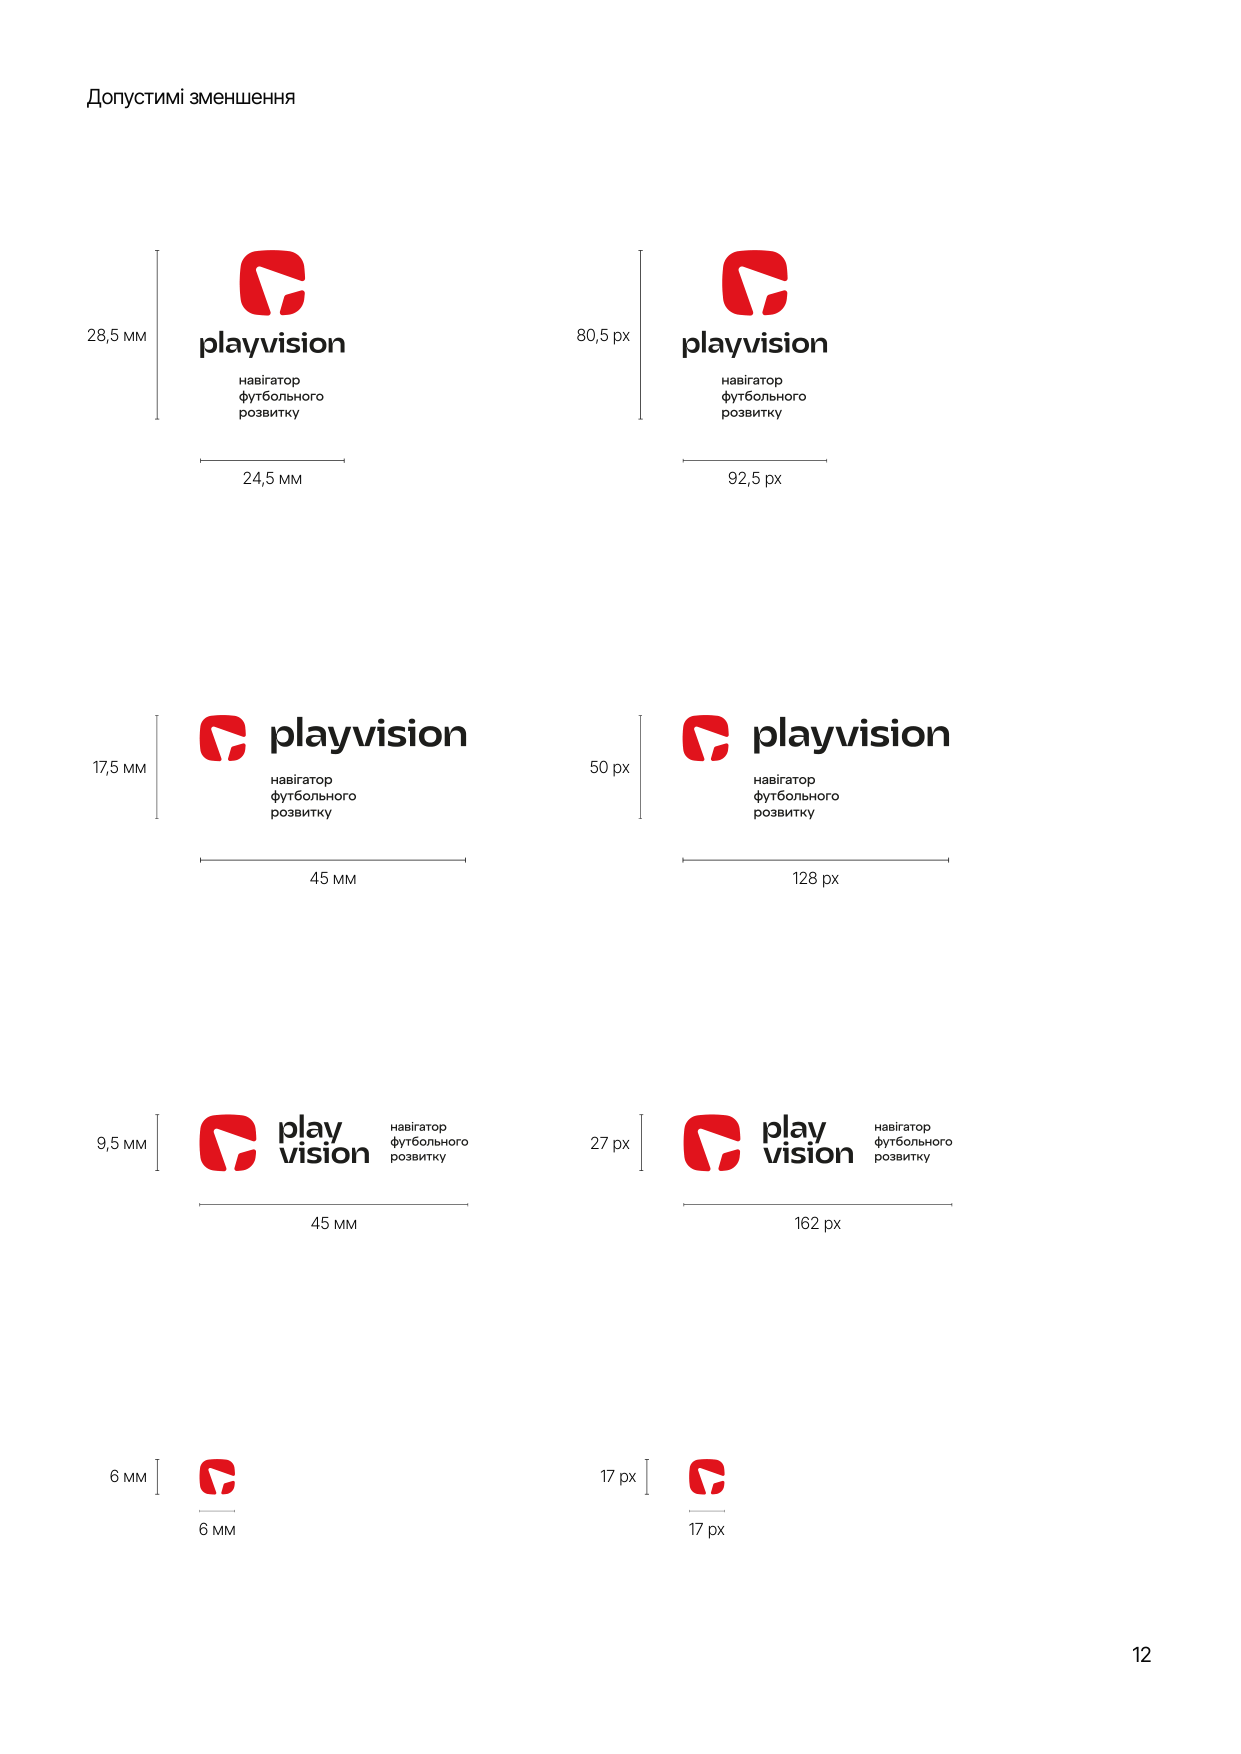 Допустимі зменшення
28,5 мм
playvision
навігатор
футбольного
розвитку
24,5 мм
80,5 px
playvision
навігатор
футбольного
розвитку
92,5 px
17,5 мм
playvision
навігатор
футбольного
розвитку
45 мм
50 px
playvision
навігатор
футбольного
розвитку
128 px
9,5 мм
play
vision
навігатор
футбольного
розвитку
45 мм
27 px
play
vision
навігатор
футбольного
розвитку
162 px
6 мм
6 мм
17 px
17 px
12